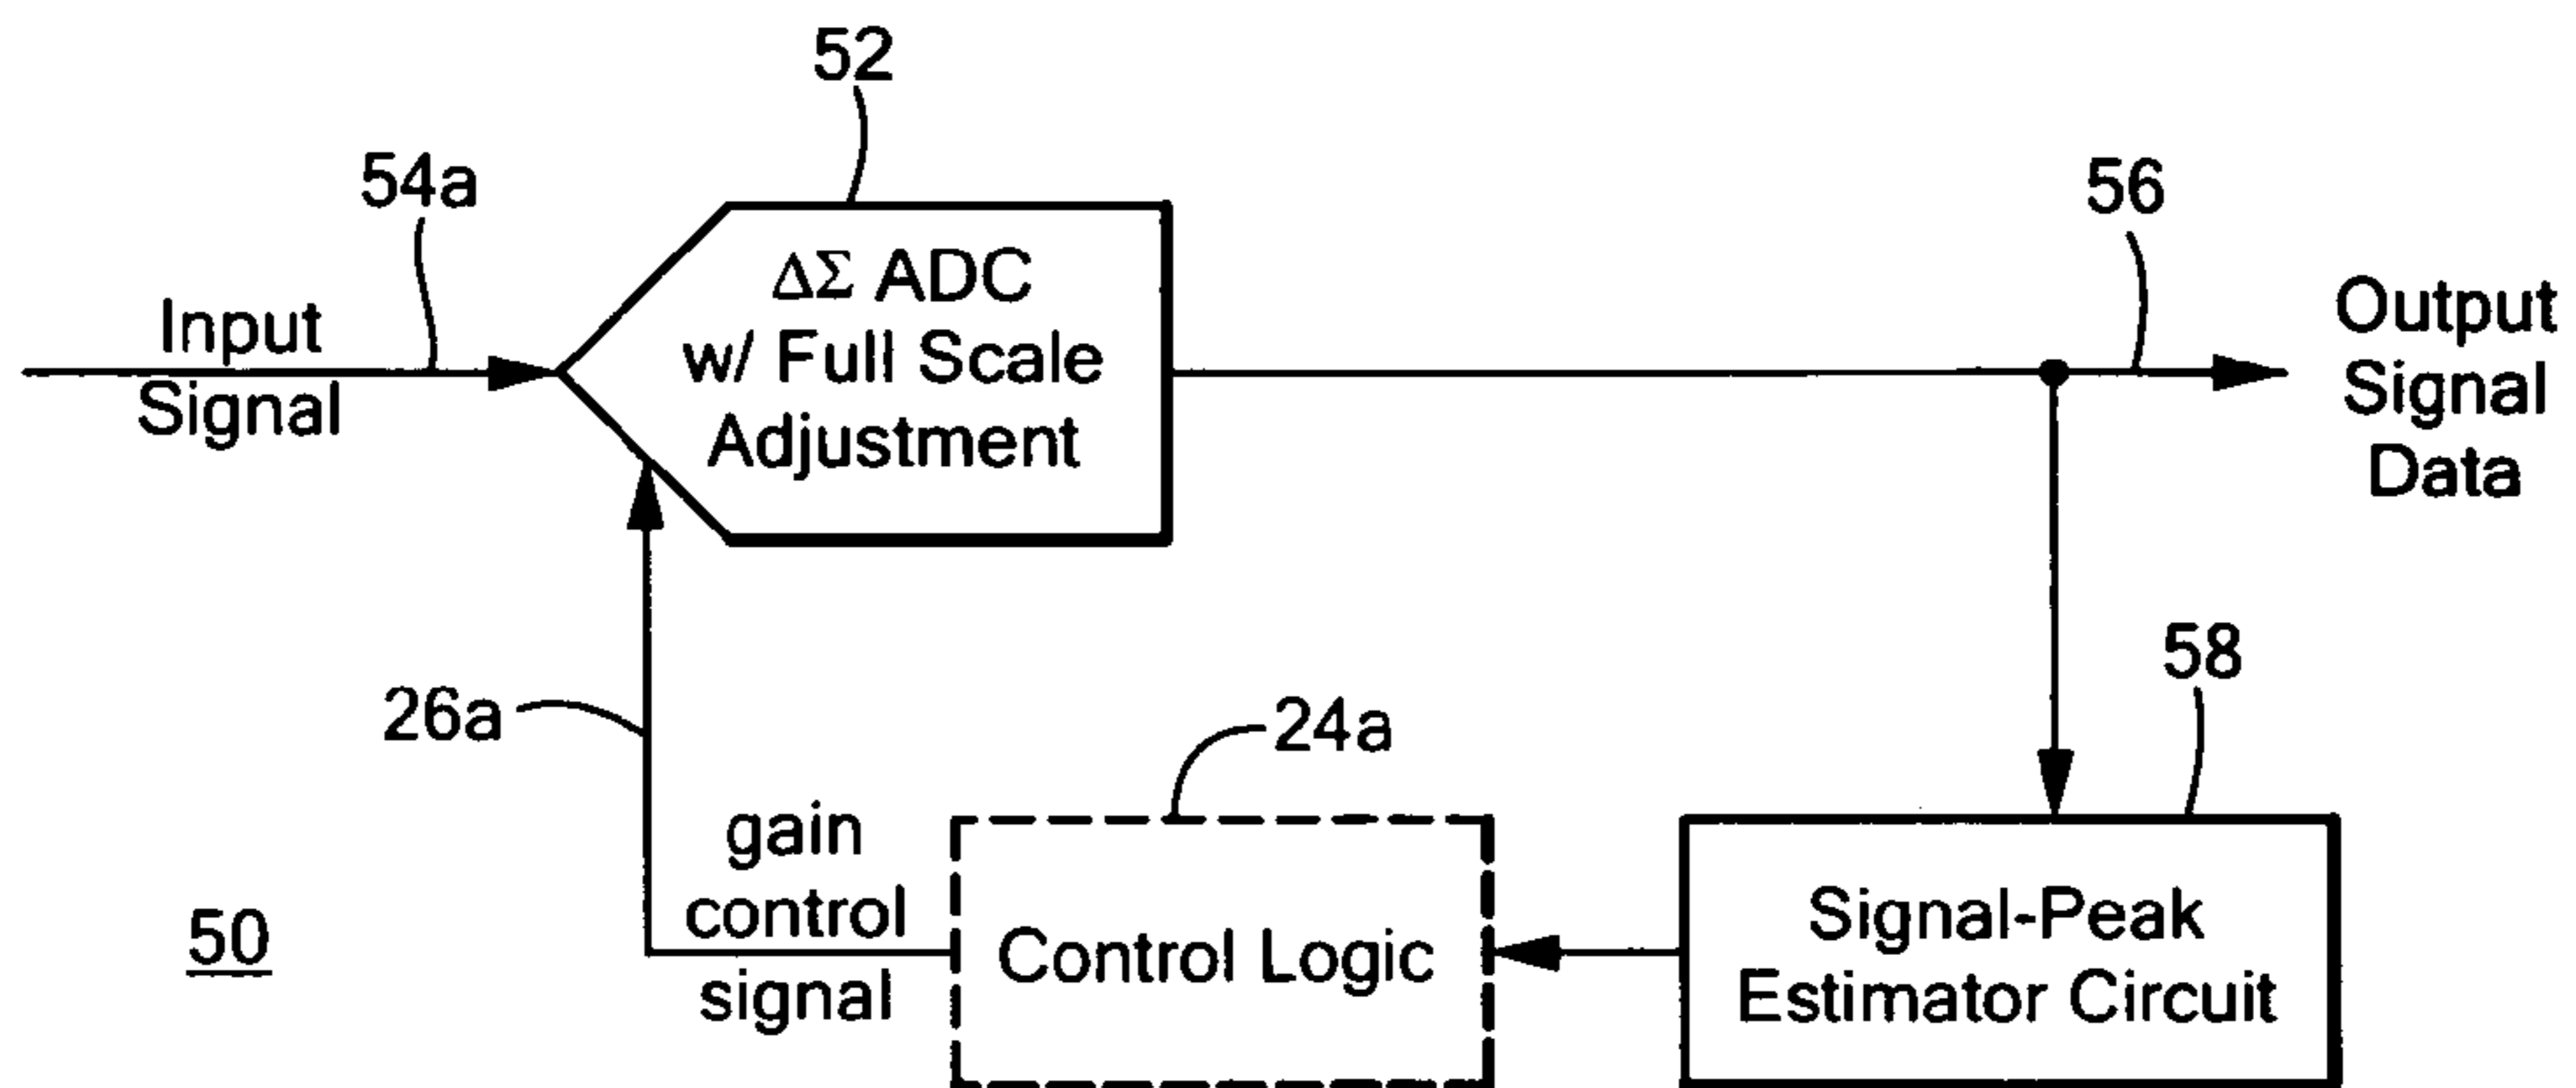 52
54a
56
ΔΣ ADC
w/ Full Scale
Adjustment
Input
Signal
Output
Signal
Data
58
26a
24a
gain
control
signal
Control Logic
Signal-Peak
Estimator Circuit
50